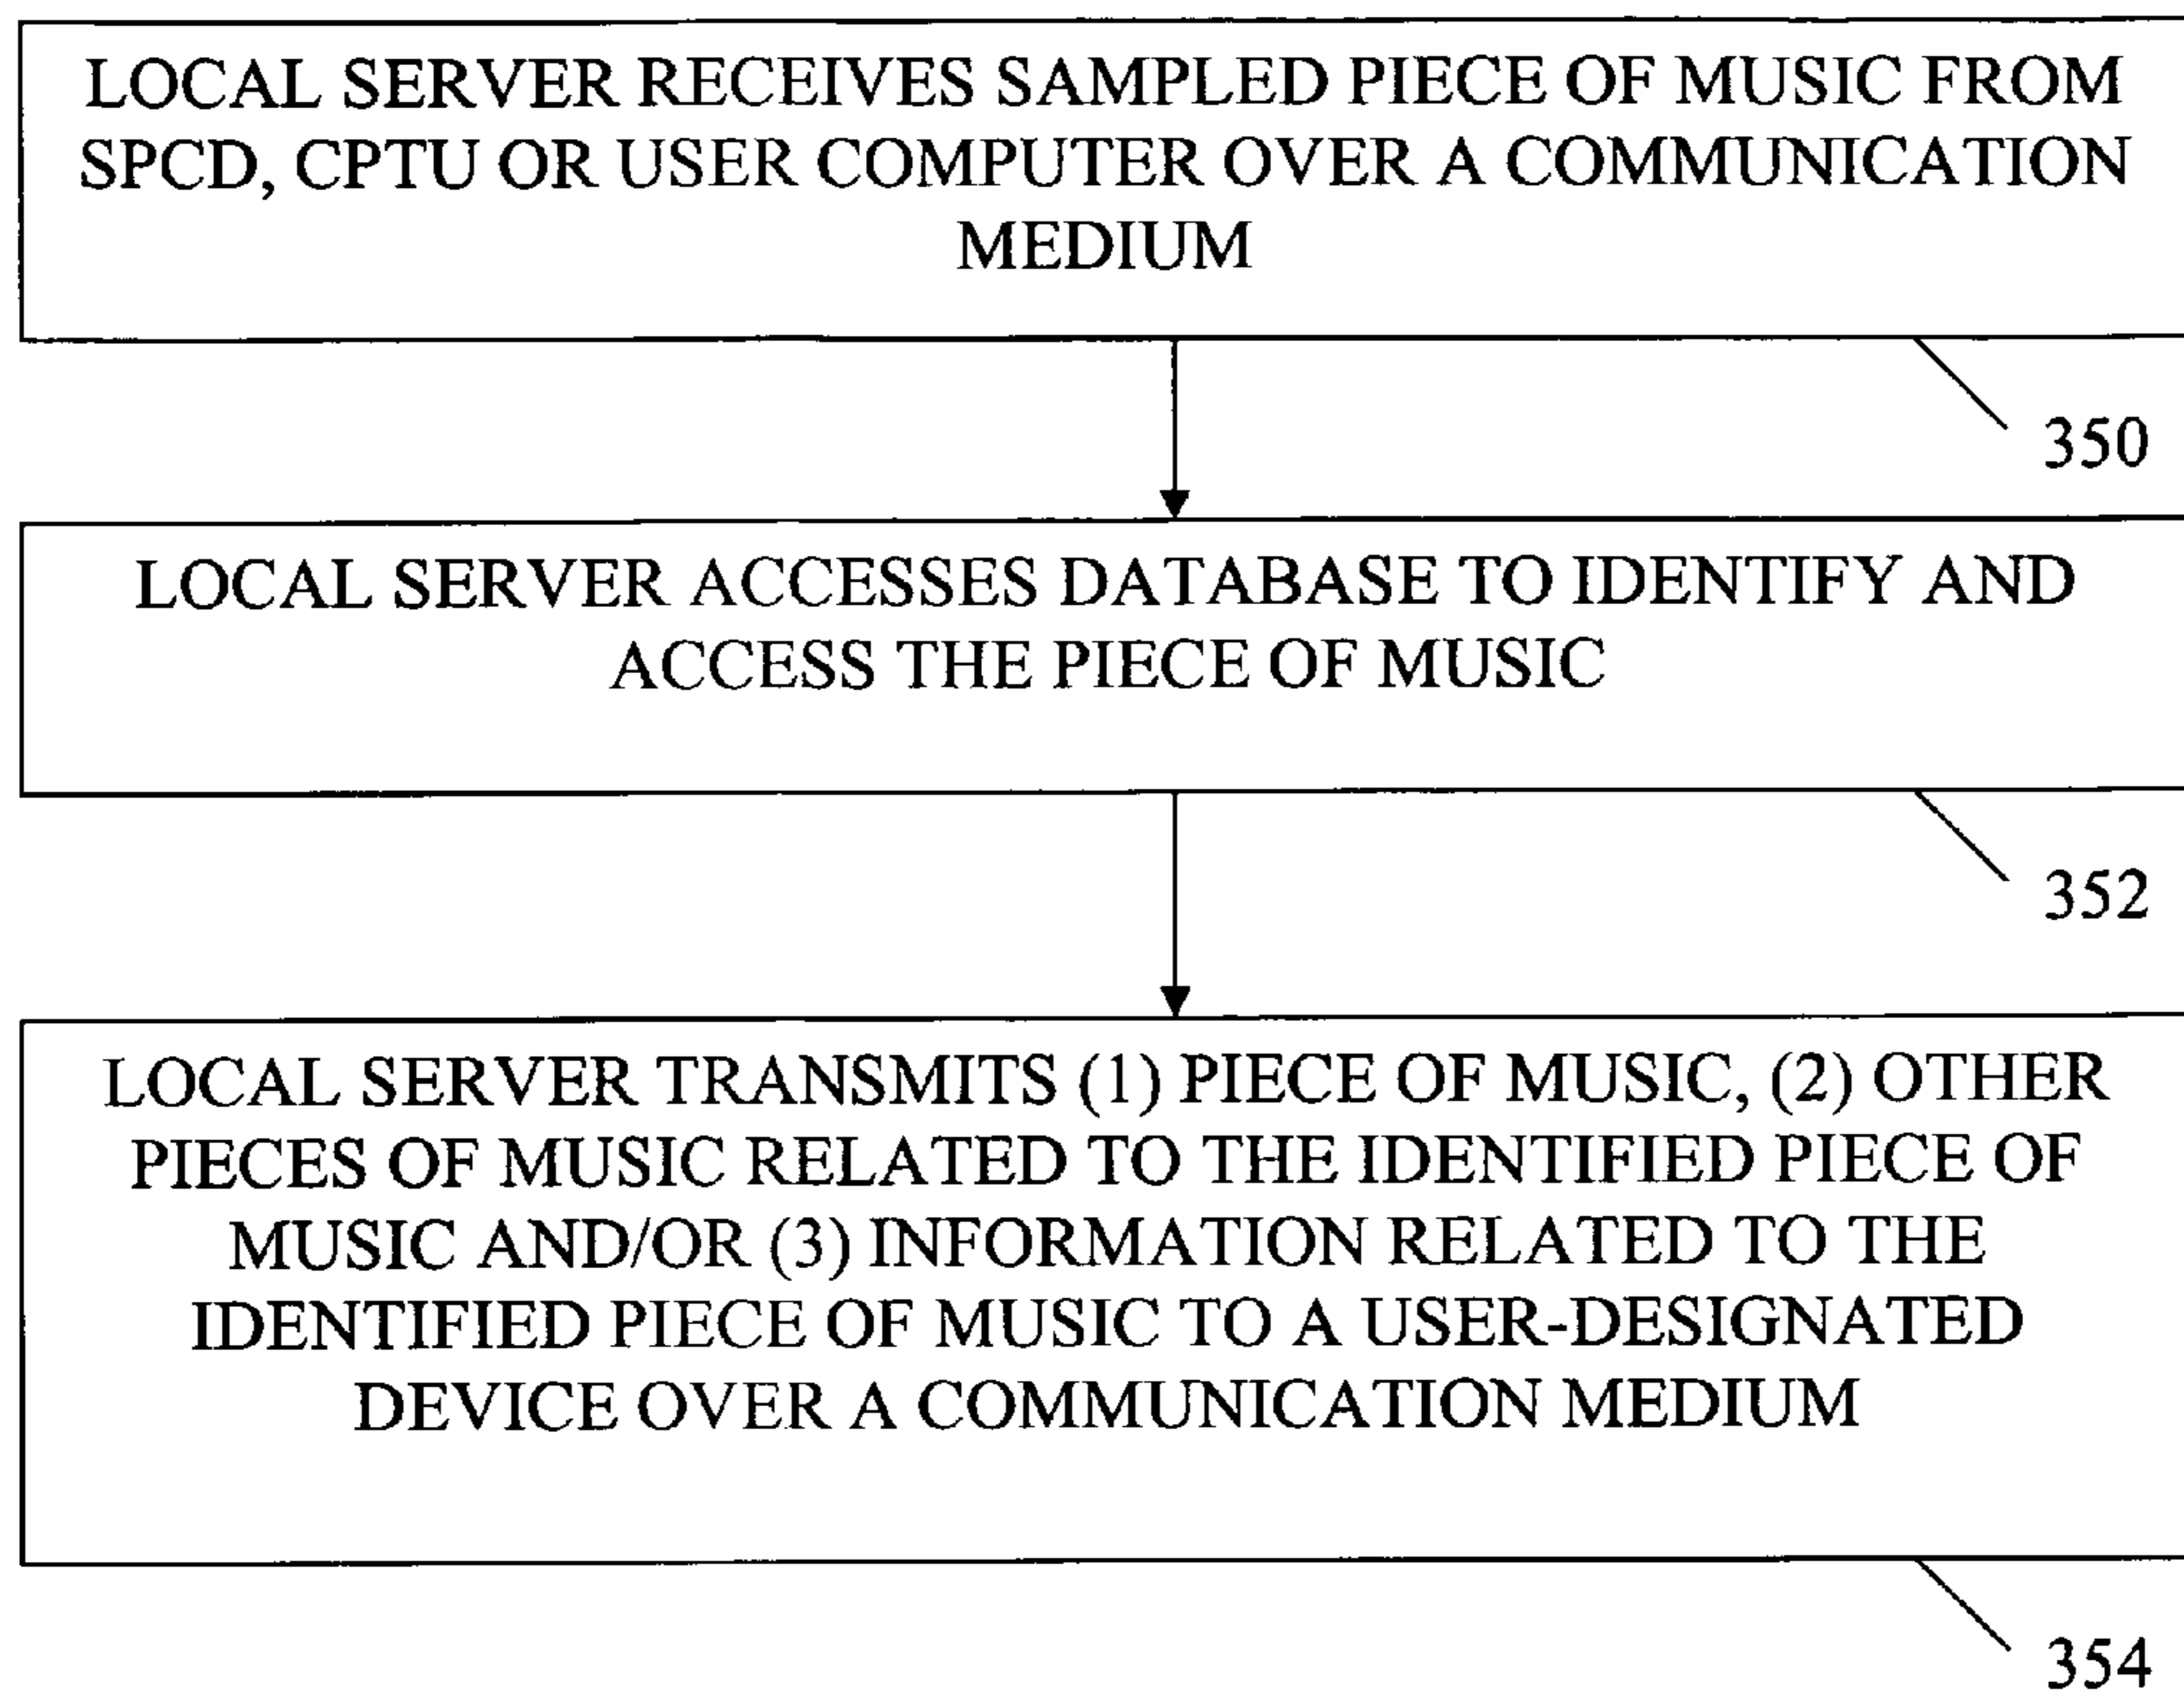 LOCAL SERVER RECEIVES SAMPLED PIECE OF MUSIC FROM
SPCD, CPTU OR USER COMPUTER OVER A COMMUNICATION
MEDIUM
350
LOCAL SERVER ACCESSES DATABASE TO IDENTIFY AND
ACCESS THE PIECE OF MUSIC
352
LOCAL SERVER TRANSMITS (1) PIECE OF MUSIC, (2) OTHER
PIECES OF MUSIC RELATED TO THE IDENTIFIED PIECE OF
MUSIC AND/OR (3) INFORMATION RELATED TO THE
IDENTIFIED PIECE OF MUSIC TO A USER-DESIGNATED
DEVICE OVER A COMMUNICATION MEDIUM
354